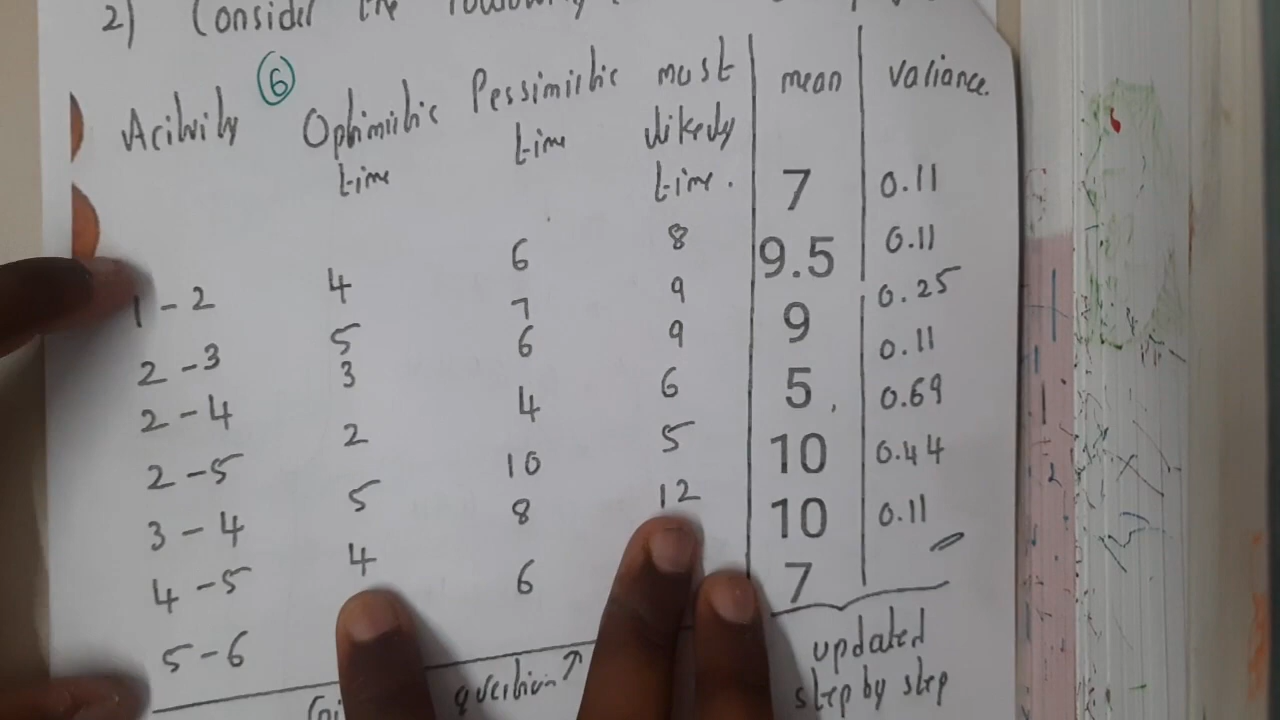 2) Consider the following
Activity 6 Optimistic time Pessimistic time most likely time. mean variance.
1-2 4 6 8 7 0.11
2-3 5 7 9 9.5 0.11
2-4 3 6 9 9 0.25
2-5 2 4 6 5 0.11
3-4 5 10 5 10 0.69
4-5 4 8 12 10 0.44
5-6 6 7 0.11
question↑ updated
step by step